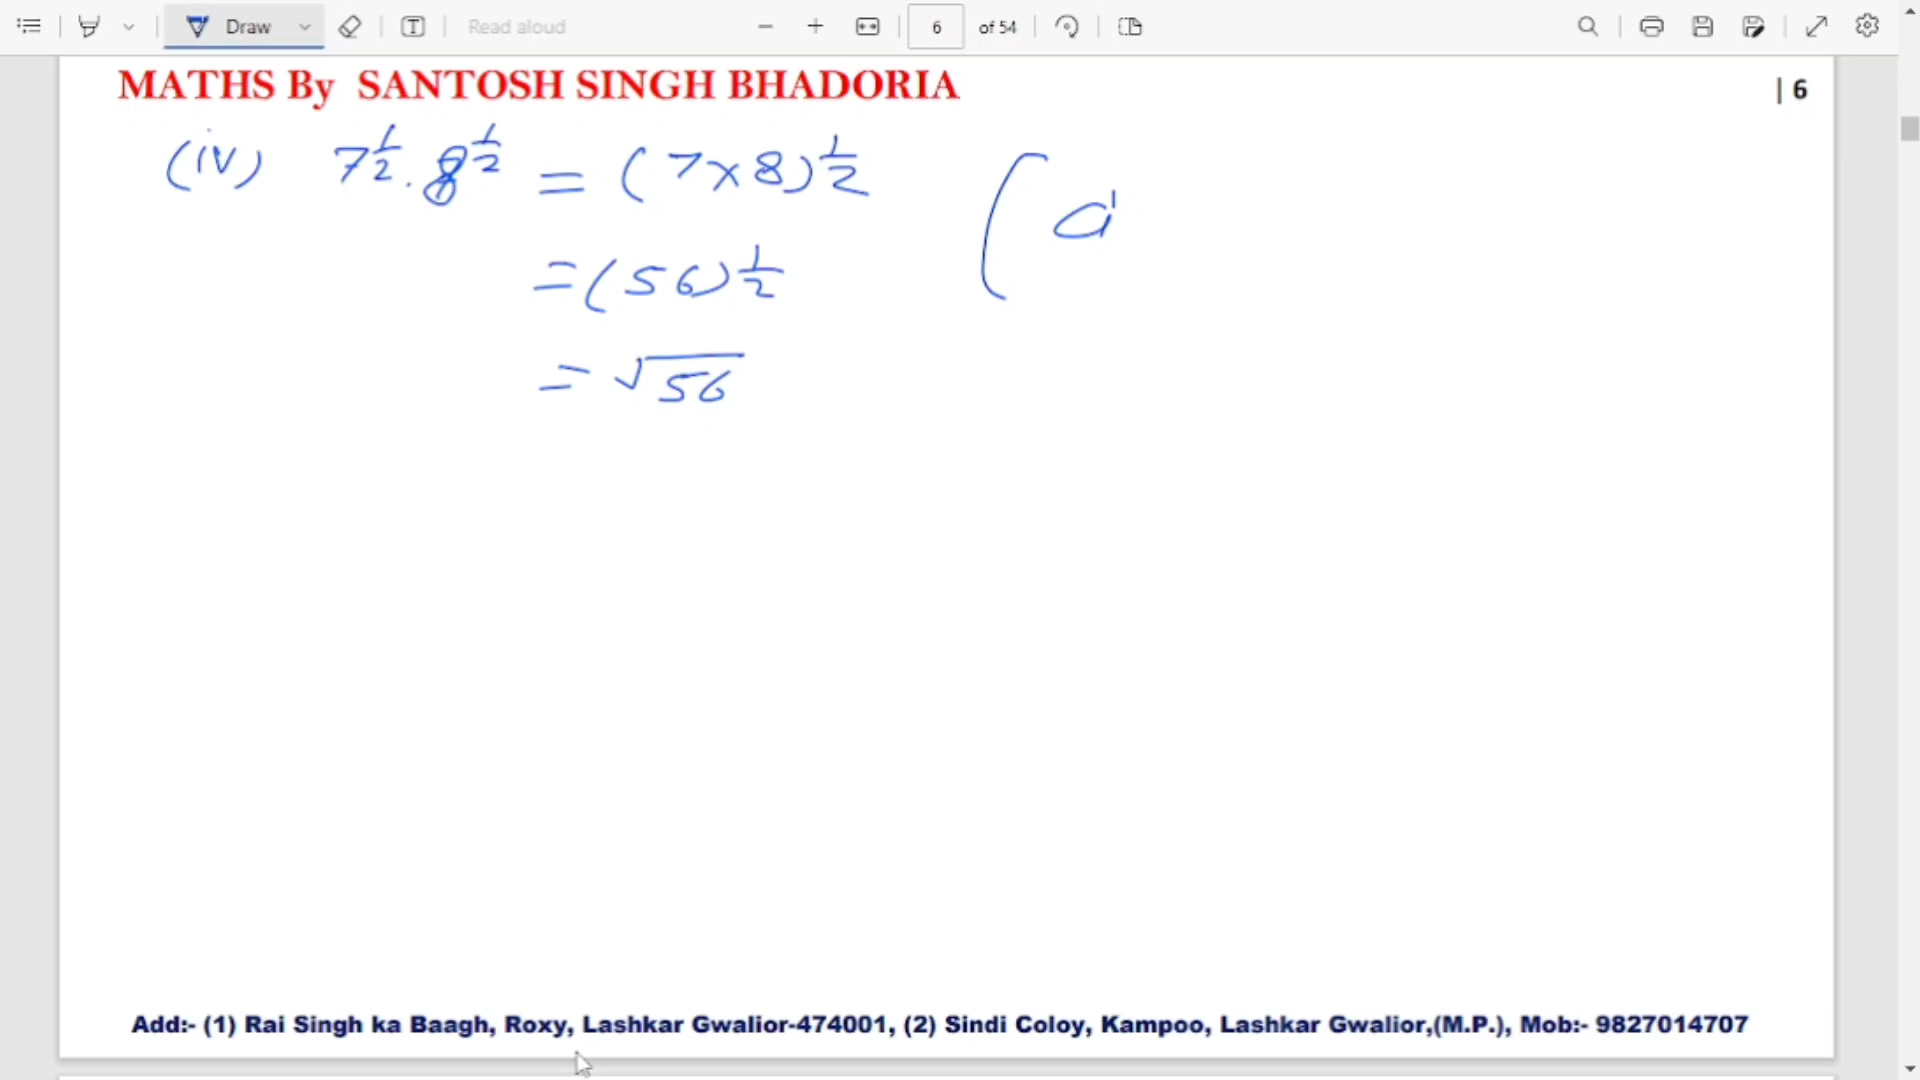 Draw Read aloud 6 of 54
MATHS By SANTOSH SINGH BHADORIA | 6
(iv) 7^1/2 . 8^1/2 = (7×8)^1/2 ( a
= (56)^1/2
= √56
Add:- (1) Rai Singh ka Baagh, Roxy, Lashkar Gwalior-474001, (2) Sindi Coloy, Kampoo, Lashkar Gwalior,(M.P.), Mob:- 9827014707